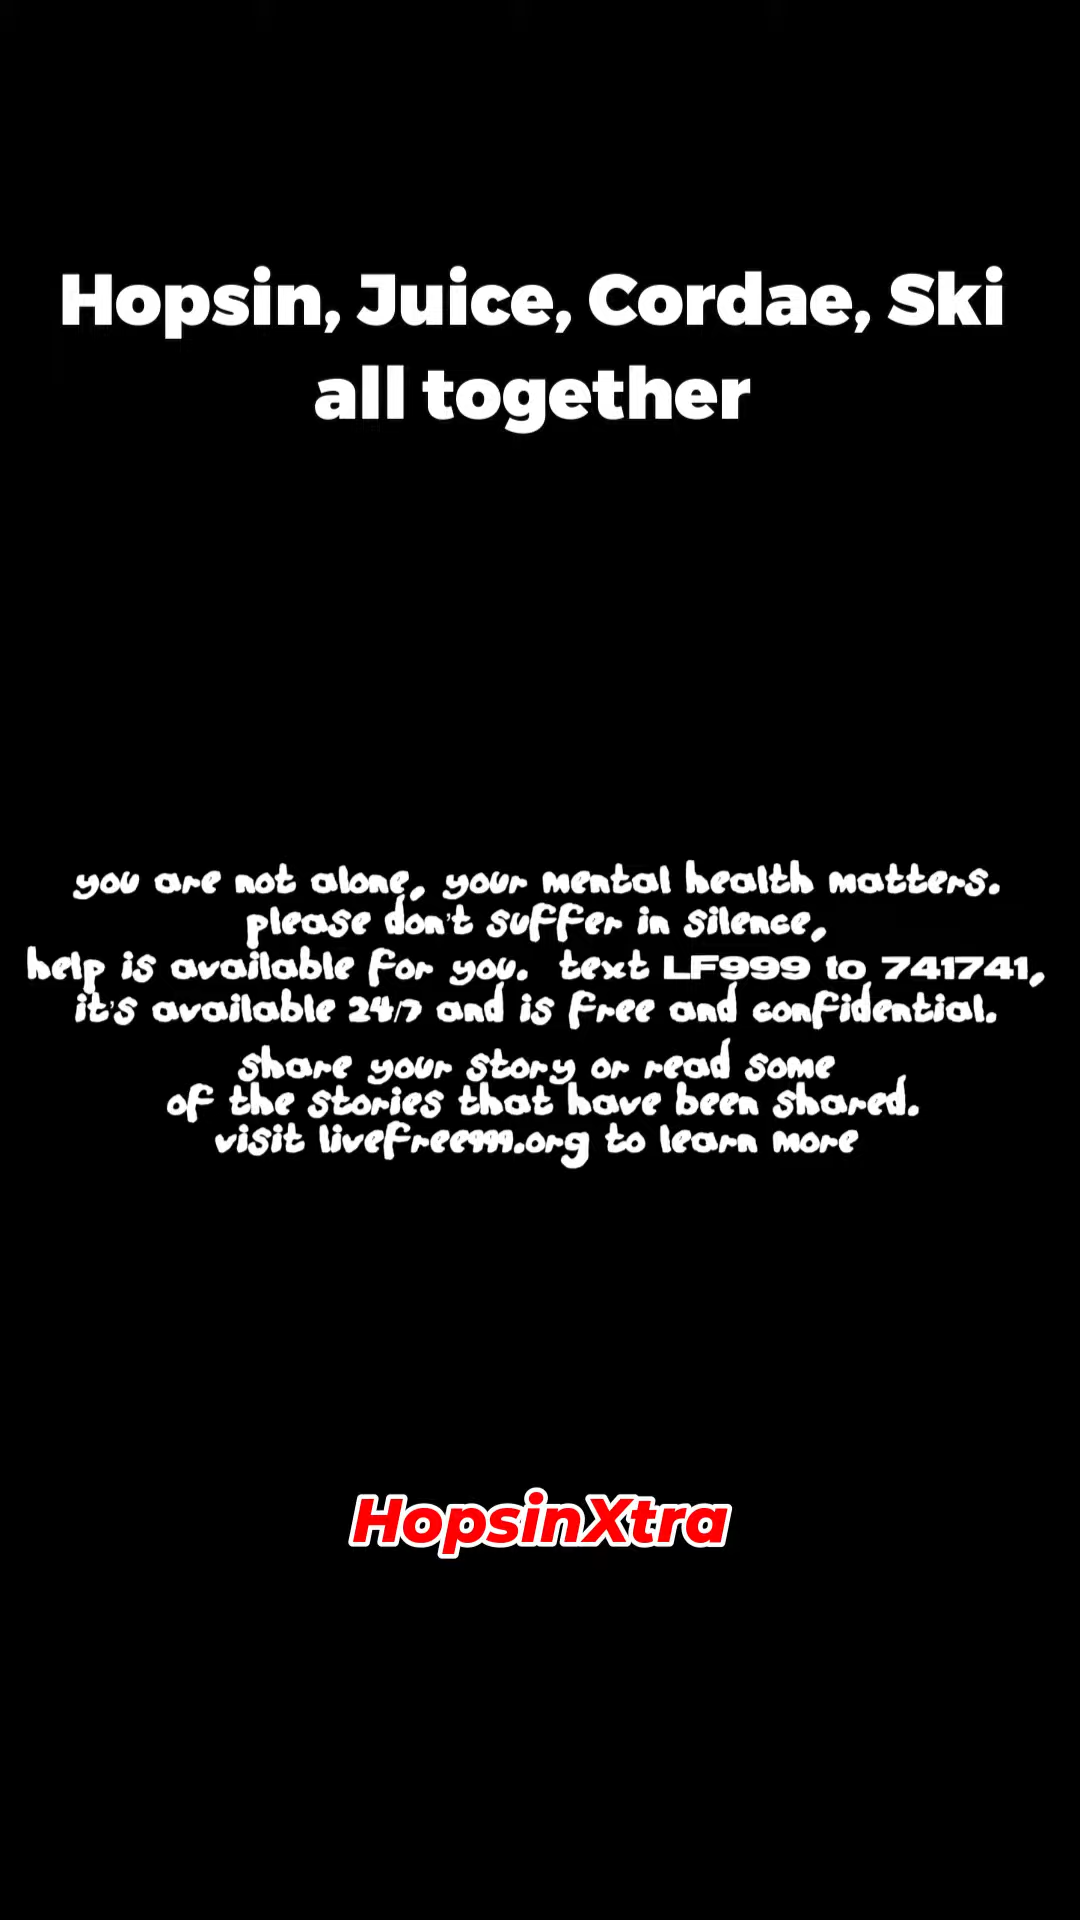 Hopsin, Juice, Cordae, Ski
all together
you are not alone, your mental health matters.
please don't suffer in silence,
help is available for you. text LF999 to 741741,
it's available 24/7 and is free and confidential.
share your story or read some
of the stories that have been shared.
visit livefree999.org to learn more
HopsinXtra